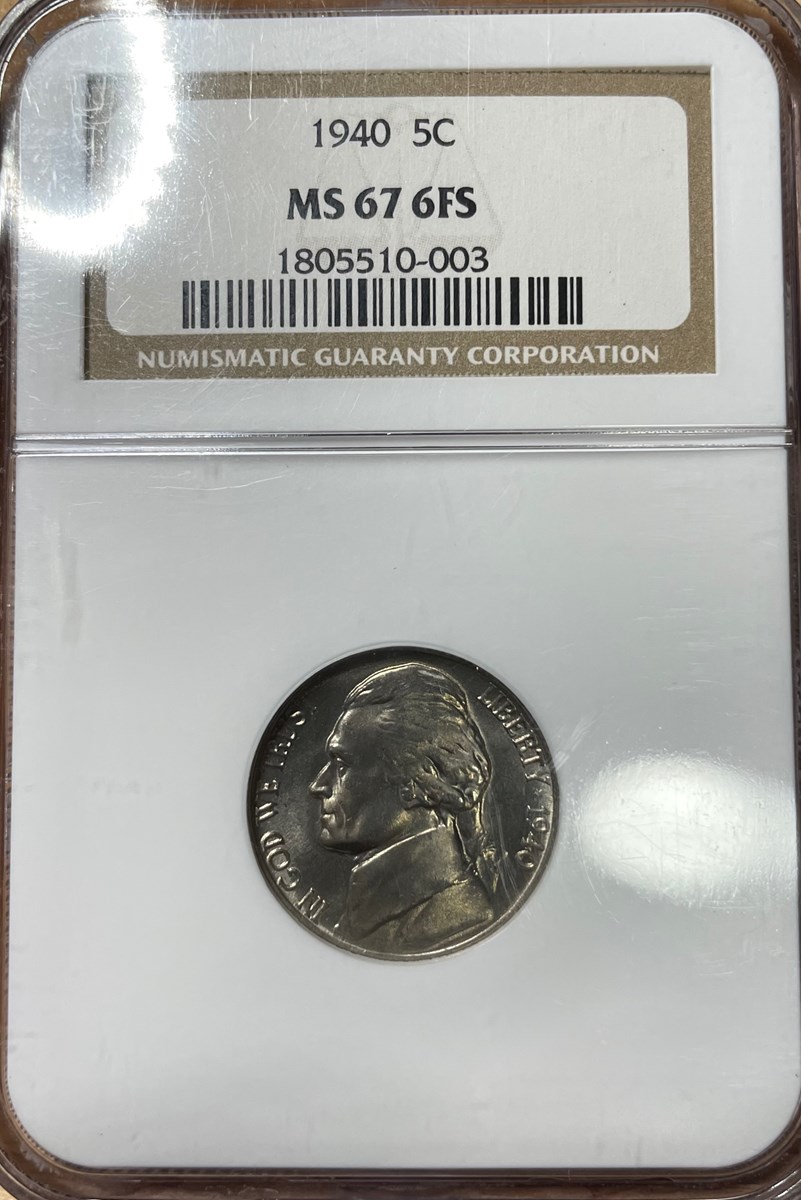 1940 5C
MS 67 6FS
1805510-003
NUMISMATIC GUARANTY CORPORATION
IN GOD WE TRUST
LIBERTY 1940